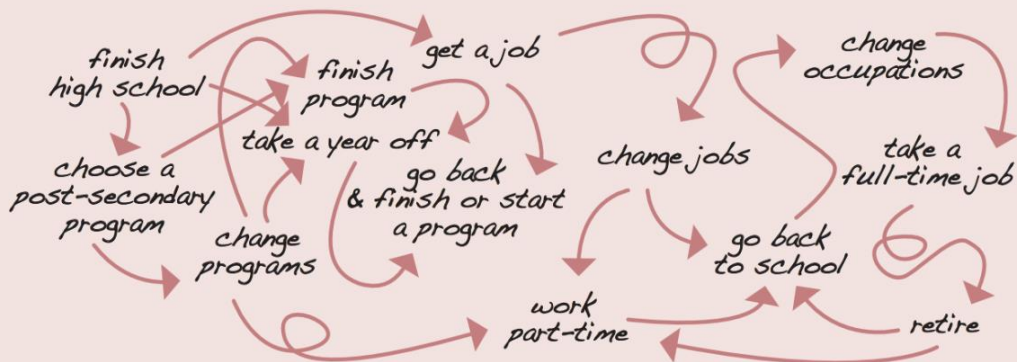 finish
high school
get a job
finish
program
change
occupations
take a year off
choose a
post-secondary
program
go back
& finish or start
a program
change jobs
take a
full-time job
change
programs
go back
to school
work
part-time
retire